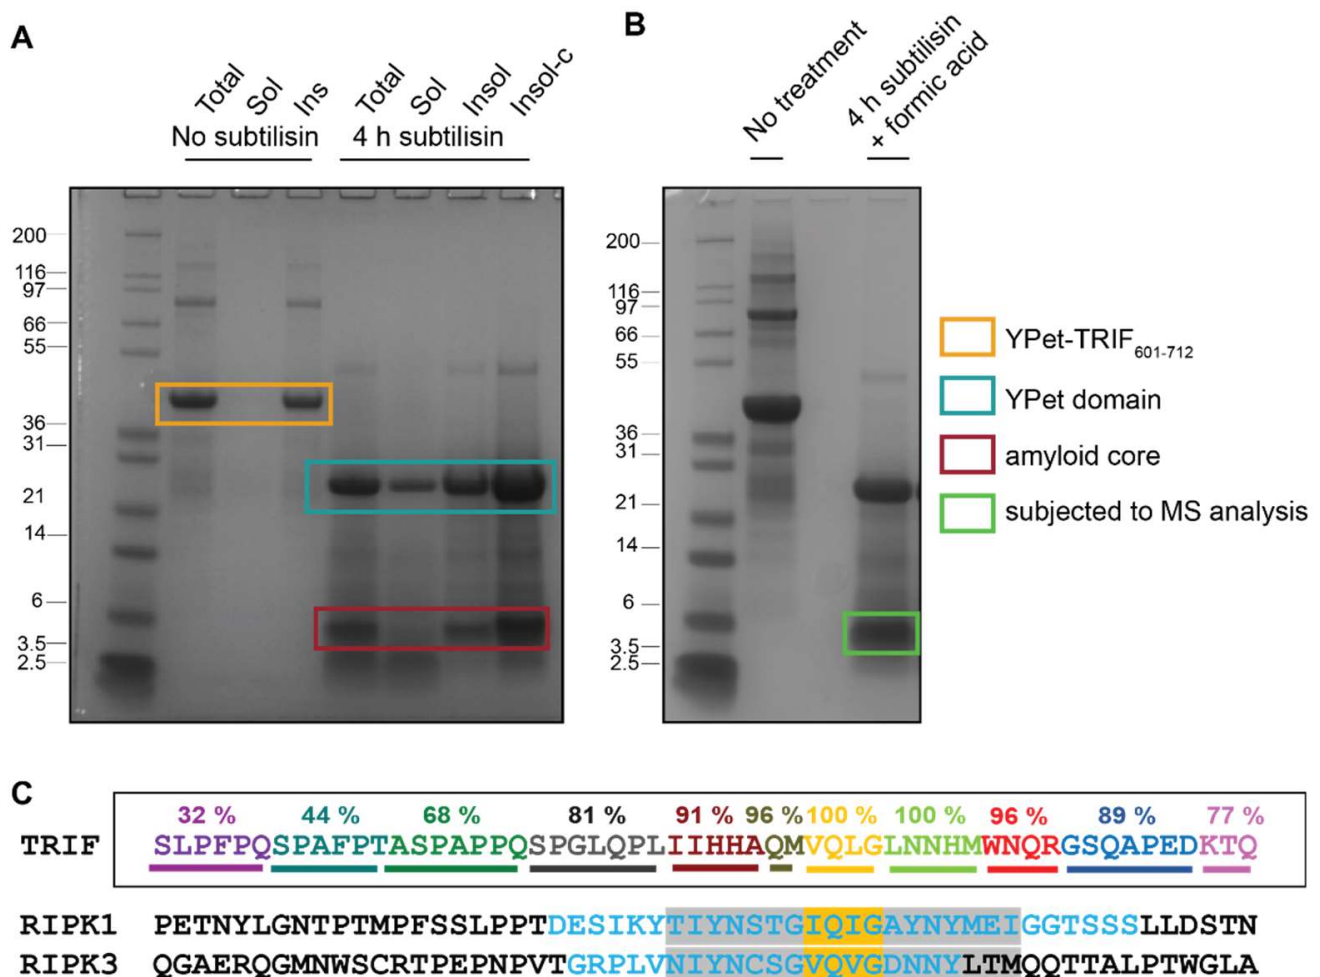 A
Total Sol Ins Total Sol Insol Insol-c
No subtilisin 4 h subtilisin
200
116
97
66
55
36
31
21
14
6
3.5
2.5
B
No treatment
4 h subtilisin
+ formic acid
200
116
97
66
55
36
31
21
14
6
3.5
2.5
YPet-TRIF601-712
YPet domain
amyloid core
subjected to MS analysis
C
32 % 44 % 68 % 81 % 91 % 96 % 100 % 100 % 96 % 89 % 77 %
TRIF SLPFPQSPAFPTASPAPPQSPGLQPLIIHHAQMVQLGLNNHMWNQRGSQAPEDKTQ
RIPK1 PETNYLGNTPTMPFSSLPPTDESIKYTIYNSTGIQIGAYNYMEIGGTSSSLLDSTN
RIPK3 QGAERQGMNWSCRTPEPNPVTGRPLVNIYNCSGVQVGDNNYLTMQQTTALPTWGLA